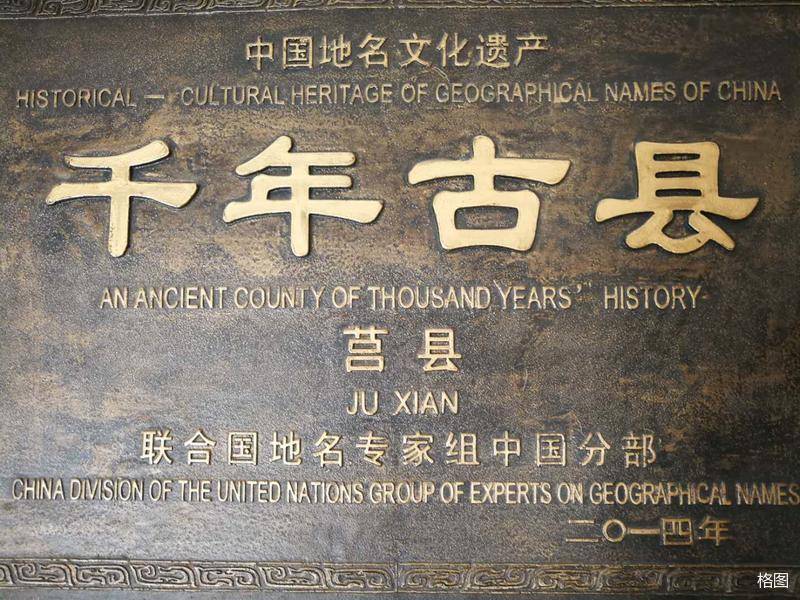 中国地名文化遗产
HISTORICAL — CULTURAL HERITAGE OF GEOGRAPHICAL NAMES OF CHINA
千年古县
AN ANCIENT COUNTY OF THOUSAND YEARS' HISTORY
莒县
JU XIAN
联合国地名专家组中国分部
CHINA DIVISION OF THE UNITED NATIONS GROUP OF EXPERTS ON GEOGRAPHICAL NAMES
二〇一四年
格图